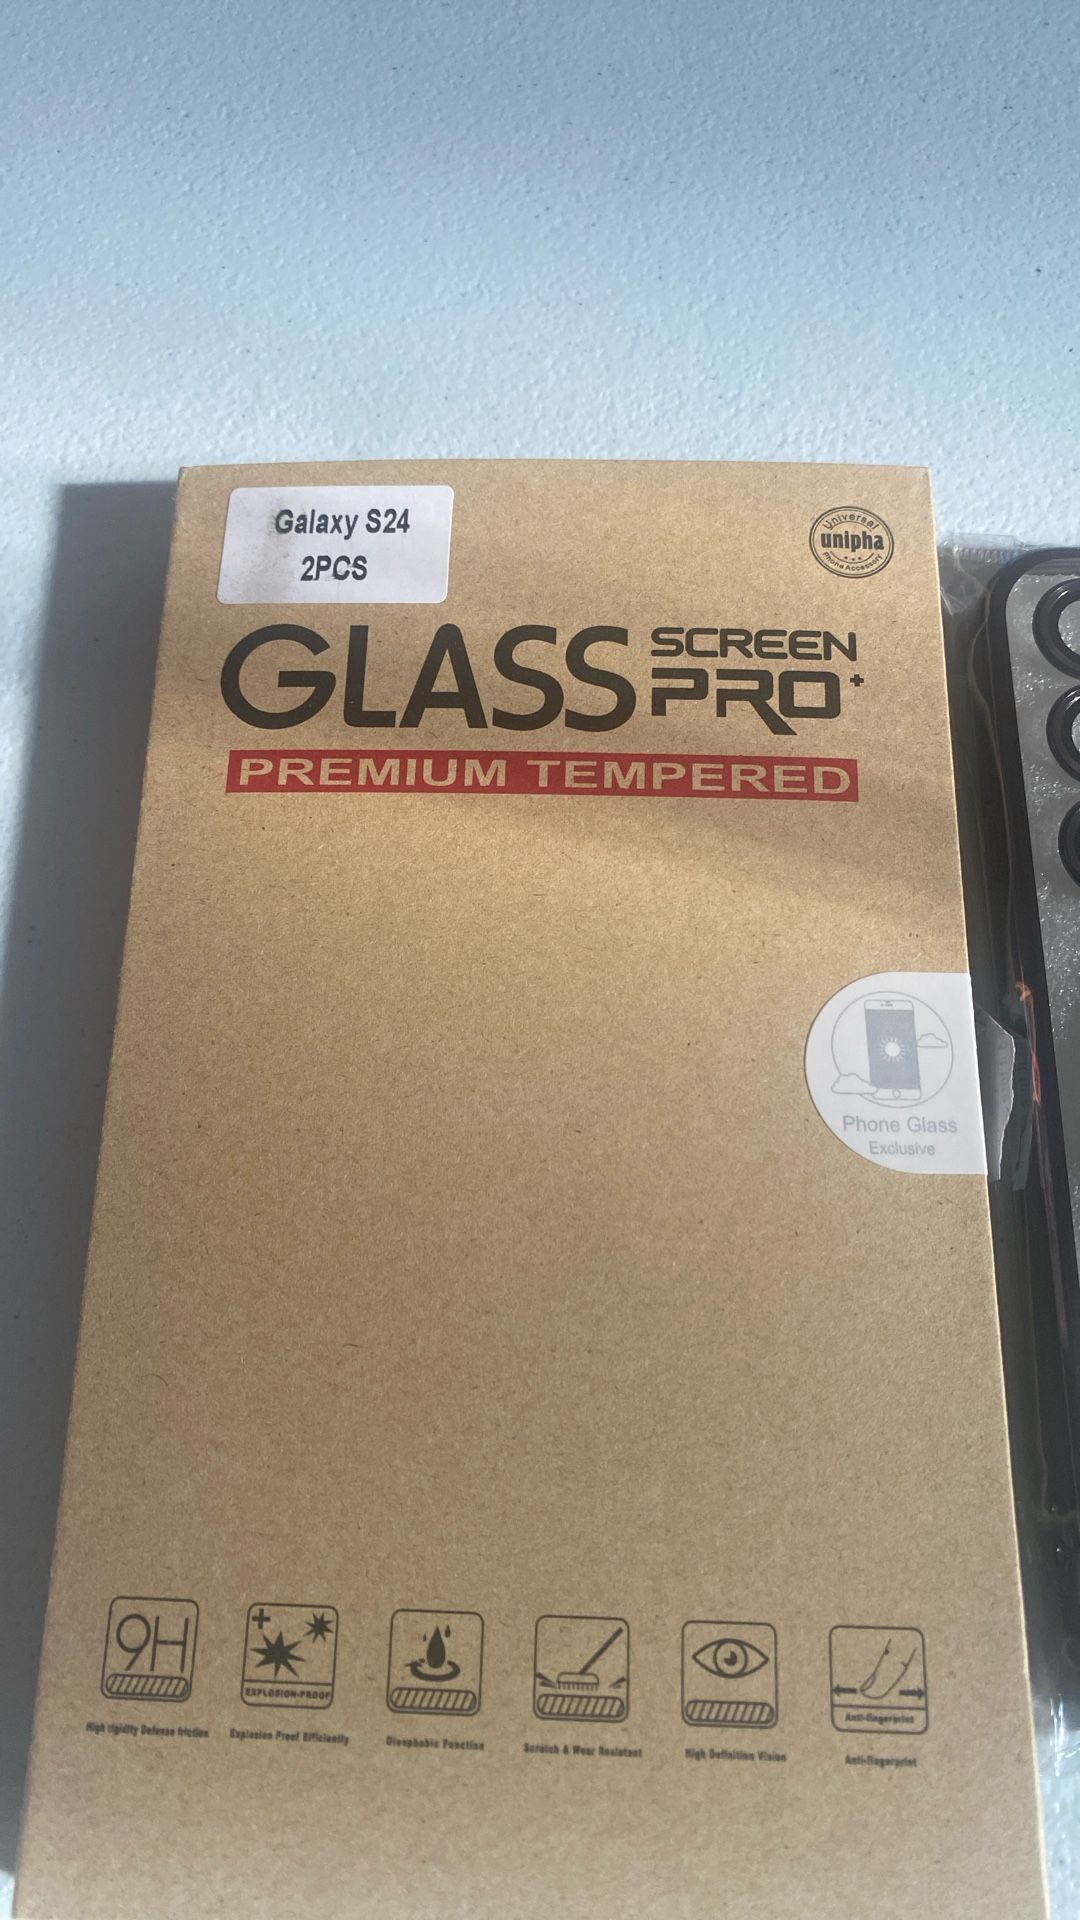 Galaxy S24
2PCS
Universal
unipha
Phone Accessory
GLASS SCREEN PRO+
PREMIUM TEMPERED
Phone Glass
Exclusive
9H
EXPLOSION-PROOF
Anti-fingerprint
High rigidity Defense friction
Explosion Proof Efficiently
Oleophobic Function
Scratch & Wear Resistant
High Definition Vision
Anti-fingerprint